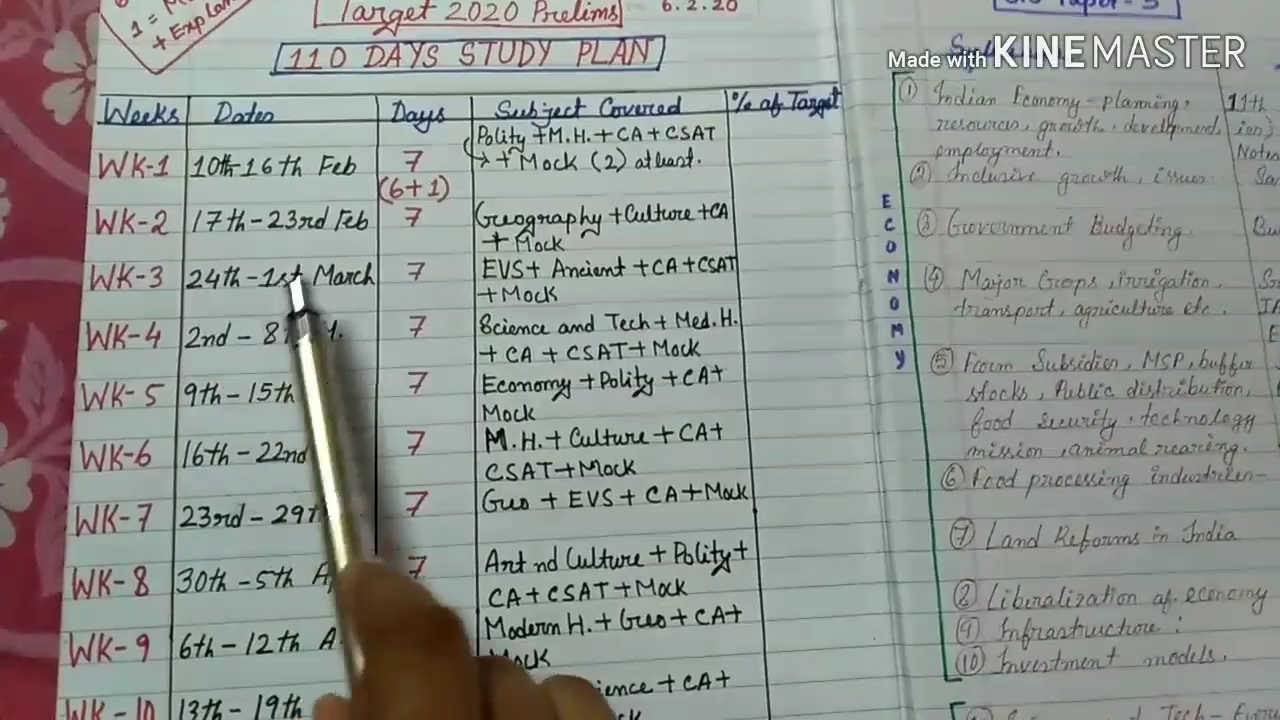 1 =
+ Expla
Target 2020 Prelims 6.2.20
110 DAYS STUDY PLAN
Weeks Dates Days Subject Covered % of Target
WK-1 10th-16th Feb 7 (6+1) Polity + M.H. + CA + CSAT
+ Mock (2) atleast.
WK-2 17th-23rd Feb 7 Geography + Culture + CA
+ Mock
WK-3 24th-1st March 7 EVS + Ancient + CA + CSAT
+ Mock
WK-4 2nd - 8 7 Science and Tech + Med. H.
+ CA + CSAT + Mock
WK-5 9th-15th 7 Economy + Polity + CA +
Mock
WK-6 16th-22nd 7 M.H. + Culture + CA +
CSAT + Mock
WK-7 23rd-29th 7 Geo + EVS + CA + Mock
WK-8 30th-5th A 7 Art nd Culture + Polity +
CA + CSAT + Mock
WK-9 6th-12th A Modern H. + Geo + CA +
Mock
WK-10 13th-19th ience + CA +
Made with KINEMASTER
ECONOMY
① Indian Economy - planning,
resources, growth, development,
employment.
② Inclusive growth, issues
③ Government Budgeting
④ Major Crops, irrigation,
transport, agriculture etc.
⑤ Farm Subsidies, MSP, buffer
stocks, Public distribution,
food security, technology
mission, animal rearing.
⑥ Food processing industries-
⑦ Land Reforms in India
⑧ Liberalization of economy
⑨ Infrastructure:
⑩ Investment models.
11th
Notes